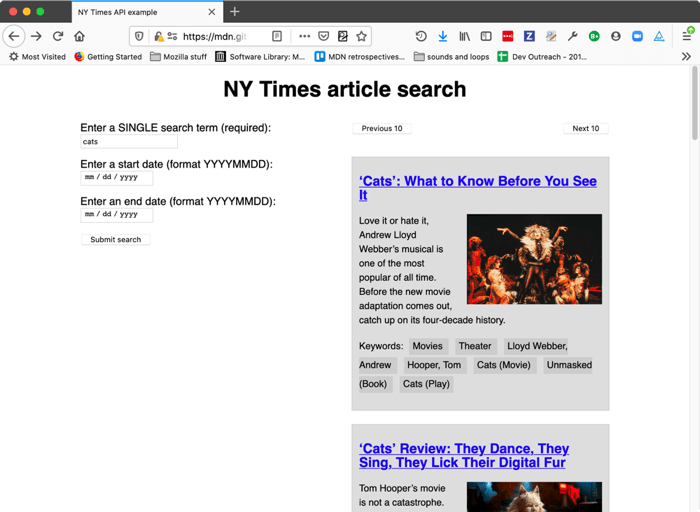 NY Times API example
https://mdn.git
Most Visited
Getting Started
Mozilla stuff
Software Library: M...
MDN retrospectives...
sounds and loops
Dev Outreach – 201...
NY Times article search
Enter a SINGLE search term (required):
cats
Enter a start date (format YYYYMMDD):
mm / dd / yyyy
Enter an end date (format YYYYMMDD):
mm / dd / yyyy
Submit search
Previous 10
Next 10
‘Cats’: What to Know Before You See
It
Love it or hate it,
Andrew Lloyd
Webber’s musical is
one of the most
popular of all time.
Before the new movie
adaptation comes out,
catch up on its four-decade history.
Keywords: Movies Theater Lloyd Webber,
Andrew Hooper, Tom Cats (Movie) Unmasked
(Book) Cats (Play)
‘Cats’ Review: They Dance, They
Sing, They Lick Their Digital Fur
Tom Hooper’s movie
is not a catastrophe.